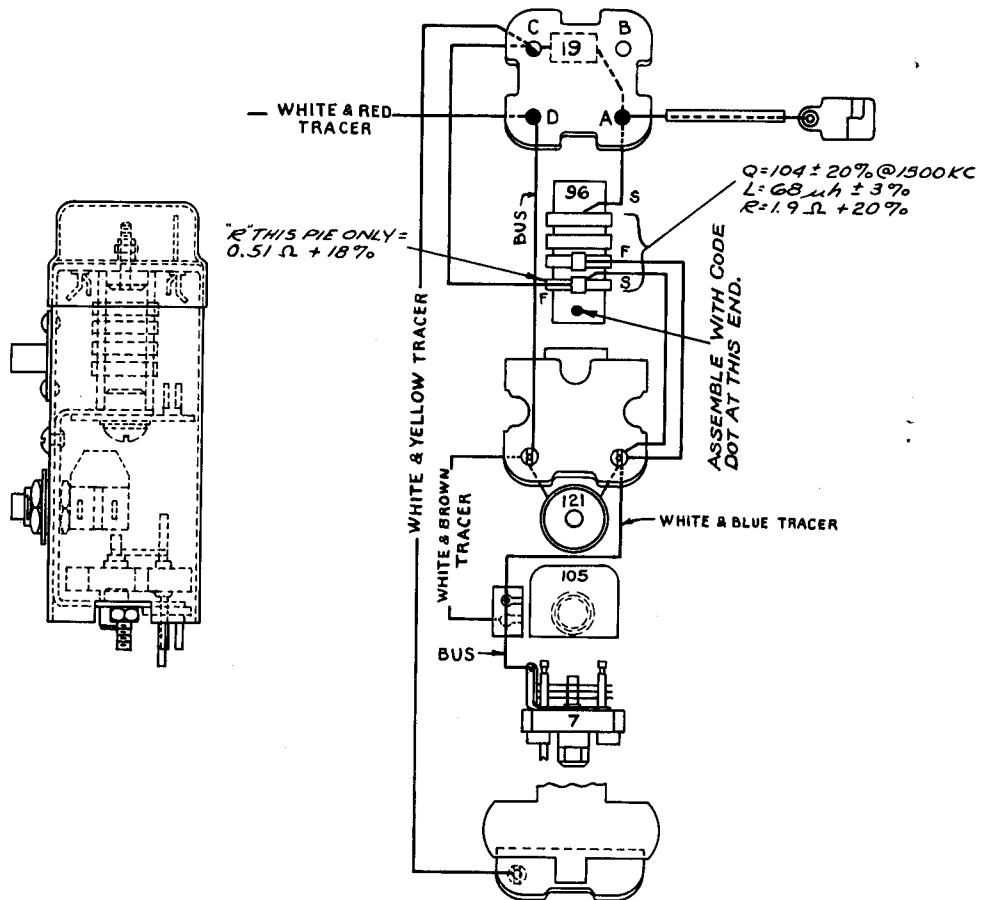 C
B
19
WHITE & RED
TRACER
D
A
Q=104 ± 20% @ 1500 KC
L=68 µh ± 3%
R=1.9 Ω +20%
96
S
BUS
"R" THIS PIE ONLY =
0.51 Ω + 18%
F
S
F
ASSEMBLE WITH CODE
DOT AT THIS END.
WHITE & YELLOW TRACER
WHITE & BROWN
TRACER
121
WHITE & BLUE TRACER
105
BUS
7